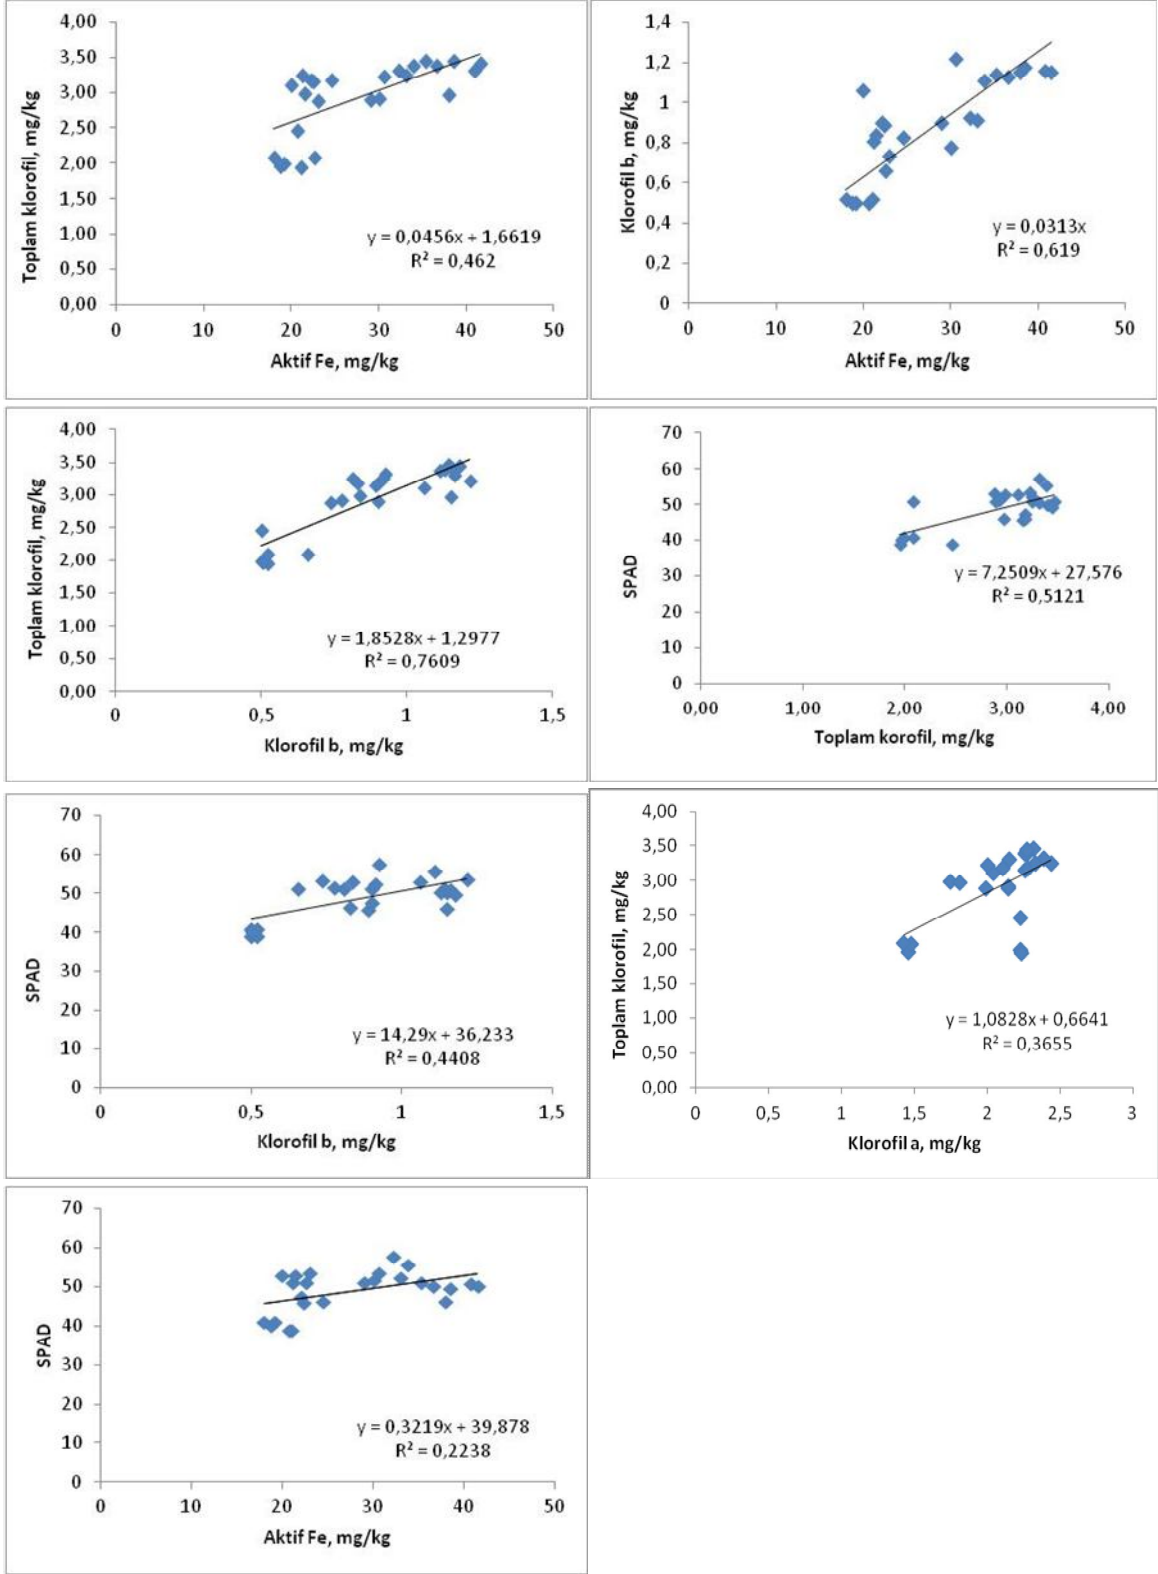 4,00
3,50
3,00
2,50
2,00
1,50
1,00
0,50
0,00
Toplam klorofil, mg/kg
y = 0,0456x + 1,6619
R² = 0,462
0 10 20 30 40 50
Aktif Fe, mg/kg
1,4
1,2
1
0,8
0,6
0,4
0,2
0
Klorofil b, mg/kg
y = 0,0313x
R² = 0,619
0 10 20 30 40 50
Aktif Fe, mg/kg
4,00
3,50
3,00
2,50
2,00
1,50
1,00
0,50
0,00
Toplam klorofil, mg/kg
y = 1,8528x + 1,2977
R² = 0,7609
0 0,5 1 1,5
Klorofil b, mg/kg
70
60
50
40
30
20
10
0
SPAD
y = 7,2509x + 27,576
R² = 0,5121
0,00 1,00 2,00 3,00 4,00
Toplam korofil, mg/kg
70
60
50
40
30
20
10
0
SPAD
y = 14,29x + 36,233
R² = 0,4408
0 0,5 1 1,5
Klorofil b, mg/kg
4,00
3,50
3,00
2,50
2,00
1,50
1,00
0,50
0,00
Toplam klorofil, mg/kg
y = 1,0828x + 0,6641
R² = 0,3655
0 0,5 1 1,5 2 2,5 3
Klorofil a, mg/kg
70
60
50
40
30
20
10
0
SPAD
y = 0,3219x + 39,878
R² = 0,2238
0 10 20 30 40 50
Aktif Fe, mg/kg